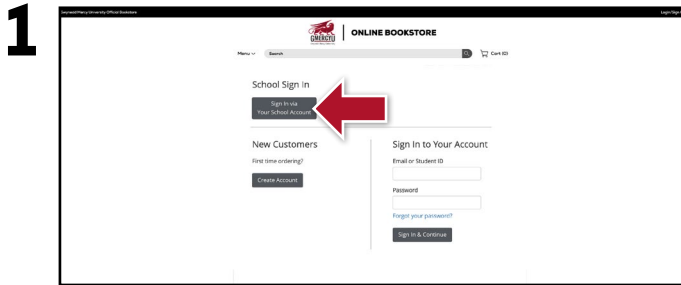 1
Gwynedd Mercy University Official Bookstore
GMERCYU
ONLINE BOOKSTORE
Menu
Search
Cart (0)
School Sign In
Sign In via
Your School Account
New Customers
First time ordering?
Create Account
Sign In to Your Account
Email or Student ID
Password
Forgot your password?
Sign In & Continue